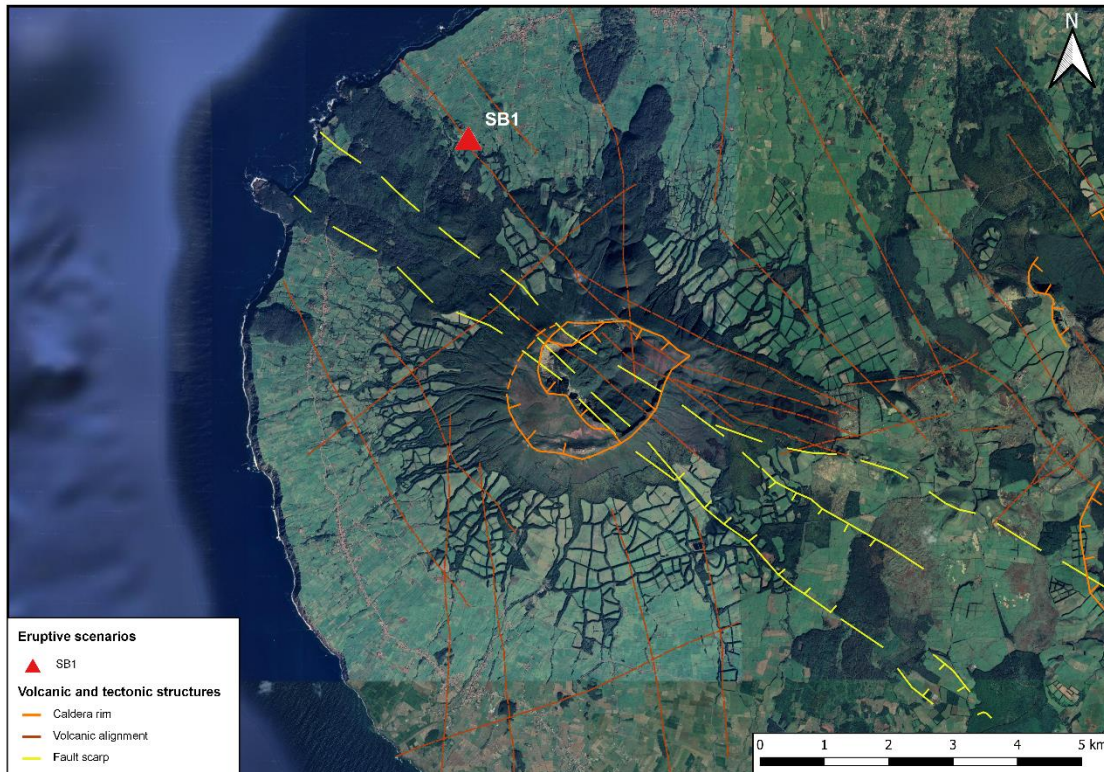 N
SB1
Eruptive scenarios
SB1
Volcanic and tectonic structures
Caldera rim
Volcanic alignment
Fault scarp
0 1 2 3 4 5 km